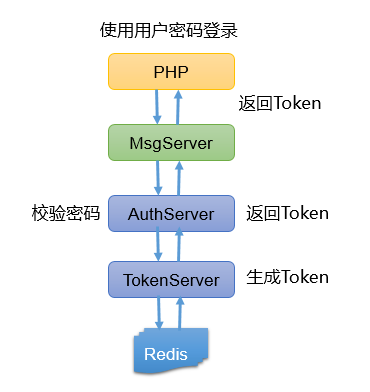 使用用户密码登录
PHP
返回Token
MsgServer
校验密码
AuthServer
返回Token
TokenServer
生成Token
Redis